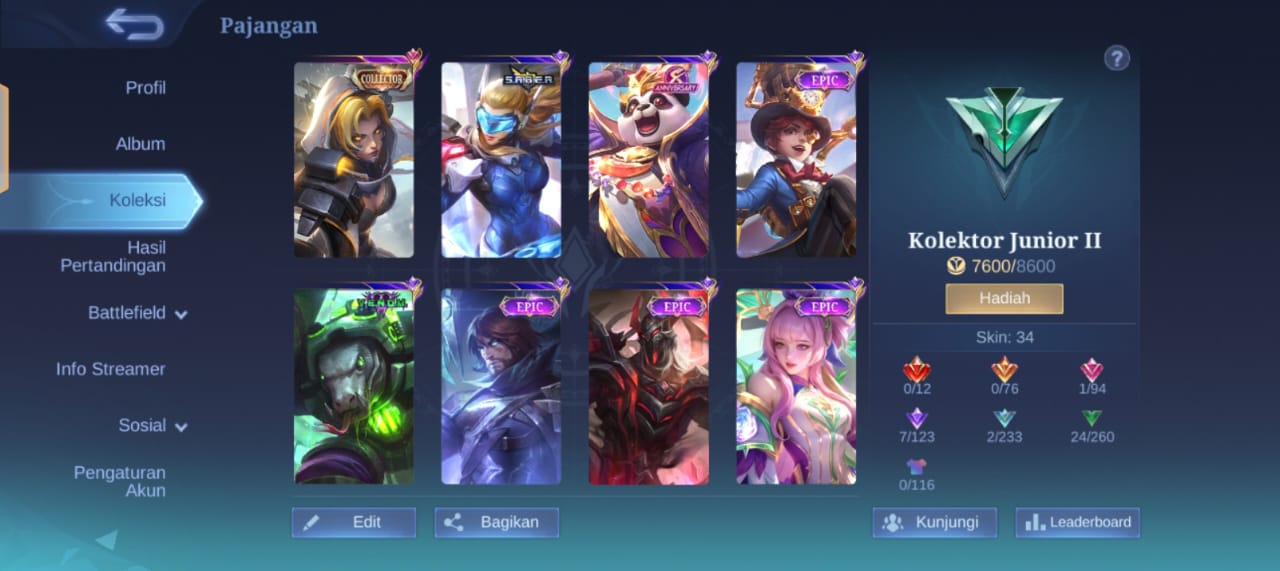 Pajangan
Profil
Album
Koleksi
Hasil
Pertandingan
Battlefield
Info Streamer
Sosial
Pengaturan
Akun
COLLECTOR
S.A.B.E.R
ANNIVERSARY
EPIC
V.E.N.O.M.
EPIC
EPIC
EPIC
Edit
Bagikan
?
Kolektor Junior II
7600/8600
Hadiah
Skin: 34
0/12
0/76
1/94
7/123
2/233
24/260
0/116
Kunjungi
Leaderboard